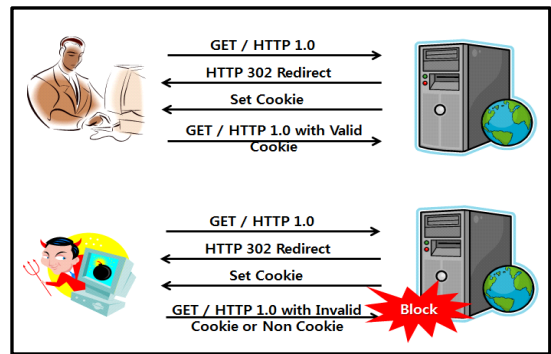 GET / HTTP 1.0
HTTP 302 Redirect
Set Cookie
GET / HTTP 1.0 with Valid
Cookie
GET / HTTP 1.0
HTTP 302 Redirect
Set Cookie
GET / HTTP 1.0 with Invalid
Cookie or Non Cookie
Block